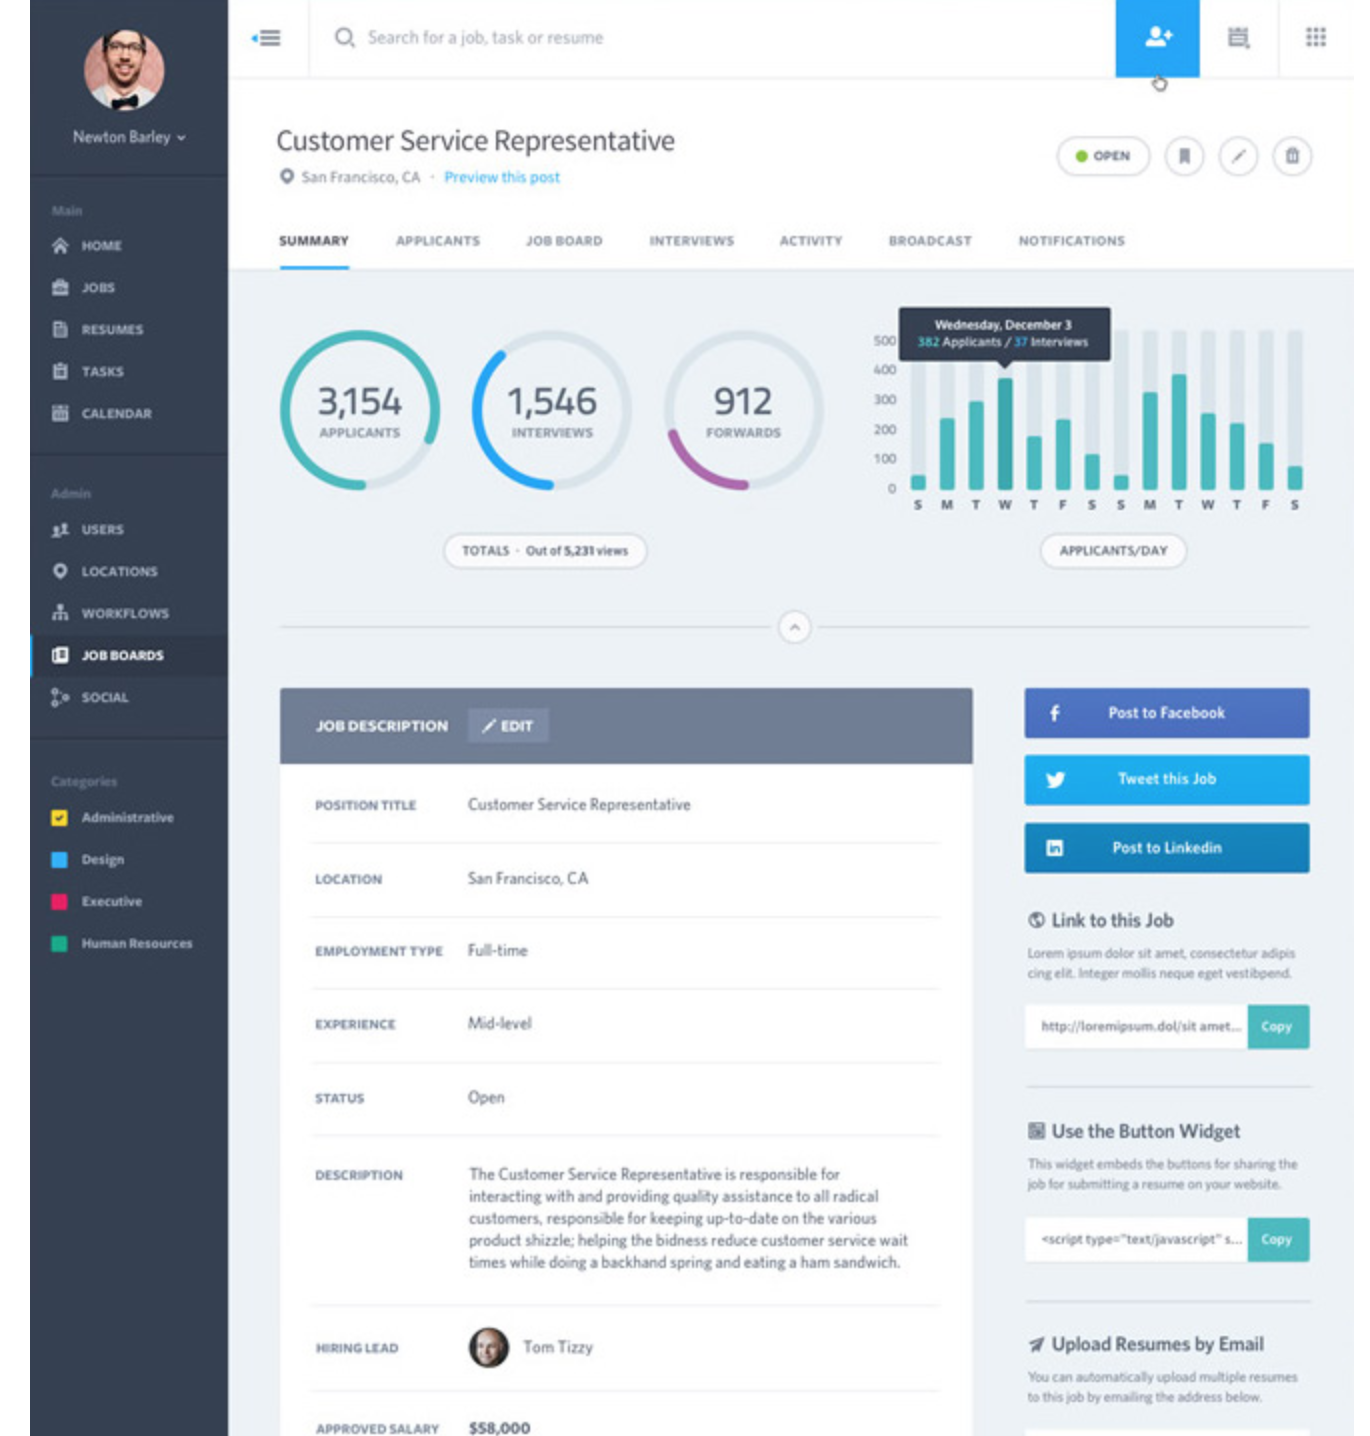 Newton Barley
Main
HOME
JOBS
RESUMES
TASKS
CALENDAR
Admin
USERS
LOCATIONS
WORKFLOWS
JOB BOARDS
SOCIAL
Categories
Administrative
Design
Executive
Human Resources
Search for a job, task or resume
Customer Service Representative
San Francisco, CA · Preview this post
OPEN
SUMMARY APPLICANTS JOB BOARD INTERVIEWS ACTIVITY BROADCAST NOTIFICATIONS
3,154
APPLICANTS
1,546
INTERVIEWS
912
FORWARDS
TOTALS · Out of 5,231 views
Wednesday, December 3
382 Applicants / 37 Interviews
500
400
300
200
100
0
S M T W T F S S M T W T F S
APPLICANTS/DAY
JOB DESCRIPTION EDIT
POSITION TITLE Customer Service Representative
LOCATION San Francisco, CA
EMPLOYMENT TYPE Full-time
EXPERIENCE Mid-level
STATUS Open
DESCRIPTION The Customer Service Representative is responsible for
interacting with and providing quality assistance to all radical
customers, responsible for keeping up-to-date on the various
product shizzle; helping the bidness reduce customer service wait
times while doing a backhand spring and eating a ham sandwich.
HIRING LEAD Tom Tizzy
APPROVED SALARY $58,000
Post to Facebook
Tweet this Job
Post to Linkedin
Link to this Job
Lorem ipsum dolor sit amet, consectetur adipis
cing elit. Integer mollis neque eget vestibpend.
http://loremipsum.dol/sit amet... Copy
Use the Button Widget
This widget embeds the buttons for sharing the
job for submitting a resume on your website.
<script type="text/javascript" s... Copy
Upload Resumes by Email
You can automatically upload multiple resumes
to this job by emailing the address below.